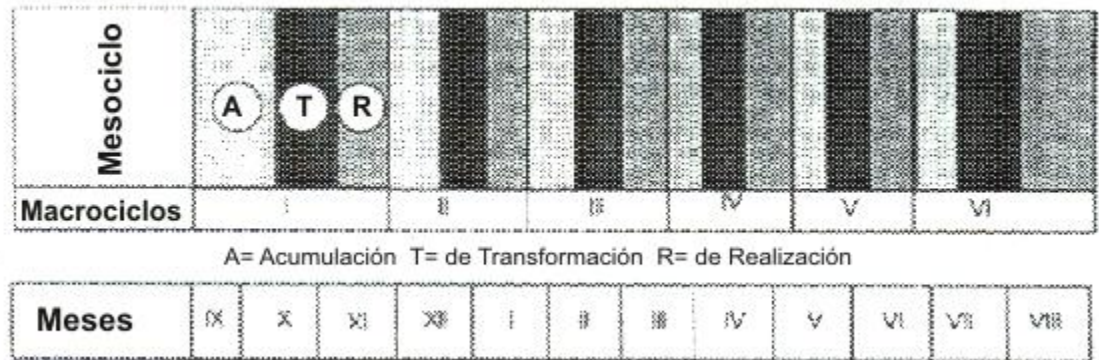 Mesociclo
A T R
Macrociclos I II III IV V VI
A= Acumulación T= de Transformación R= de Realización
Meses IX X XI XII I II III IV V VI VII VIII